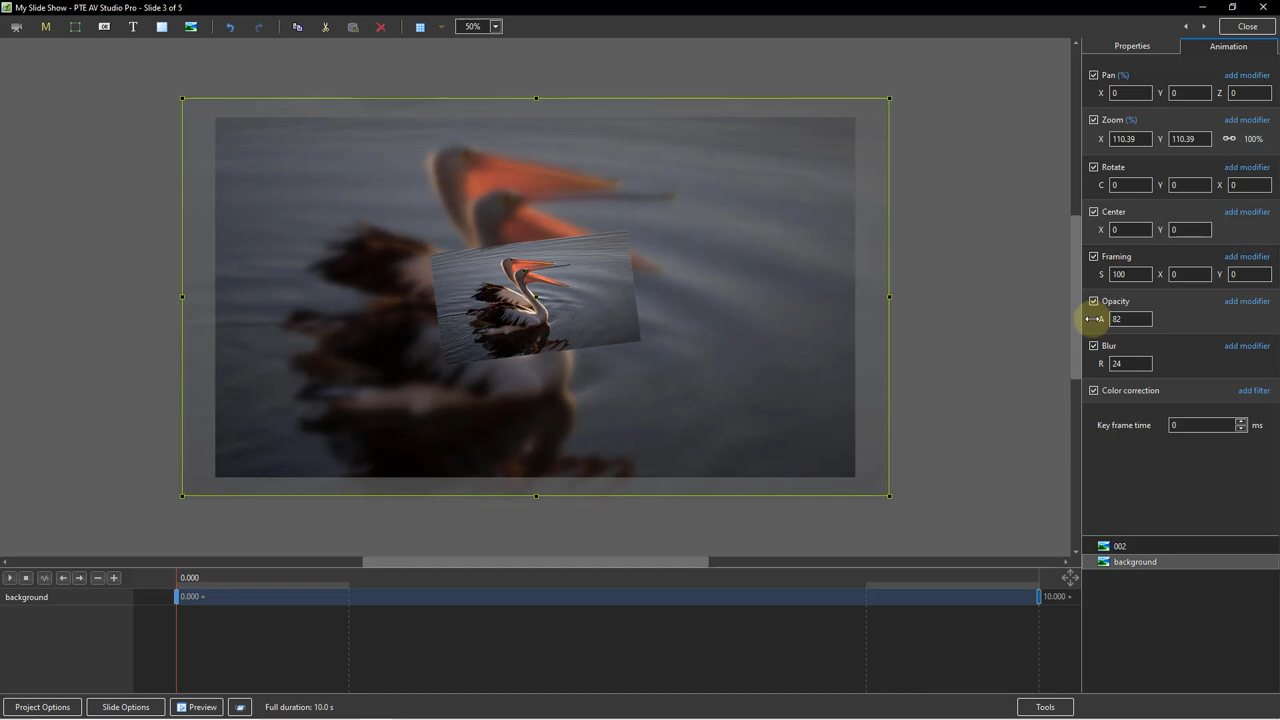 My Slide Show - PTE AV Studio Pro - Slide 3 of 5
M OK T 50% Close
Properties Animation
Pan (%) add modifier
X 0 Y 0 Z 0
Zoom (%) add modifier
X 110.39 Y 110.39 100%
Rotate add modifier
C 0 Y 0 X 0
Center add modifier
X 0 Y 0
Framing add modifier
S 100 X 0 Y 0
Opacity add modifier
A 82
Blur add modifier
R 24
Color correction add filter
Key frame time 0 ms
002
background
0.000
background 0.000 + 10.000 +
Project Options Slide Options Preview Full duration: 10.0 s Tools